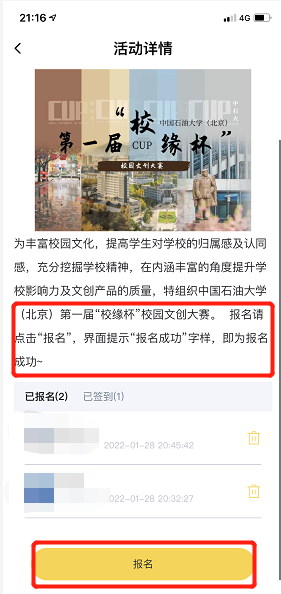 21:16
4G
活动详情
CUP
中国石油大学（北京）
第一届“校缘杯”
CUP
校园文创大赛
为丰富校园文化，提高学生对学校的归属感及认同
感，充分挖掘学校精神，在内涵丰富的角度提升学
校影响力及文创产品的质量，特组织中国石油大学
（北京）第一届“校缘杯”校园文创大赛。 报名请
点击“报名”，界面提示“报名成功”字样，即为报名
成功~
已报名(2) 已签到(1)
2022-01-28 20:45:42
2022-01-28 20:32:27
报名